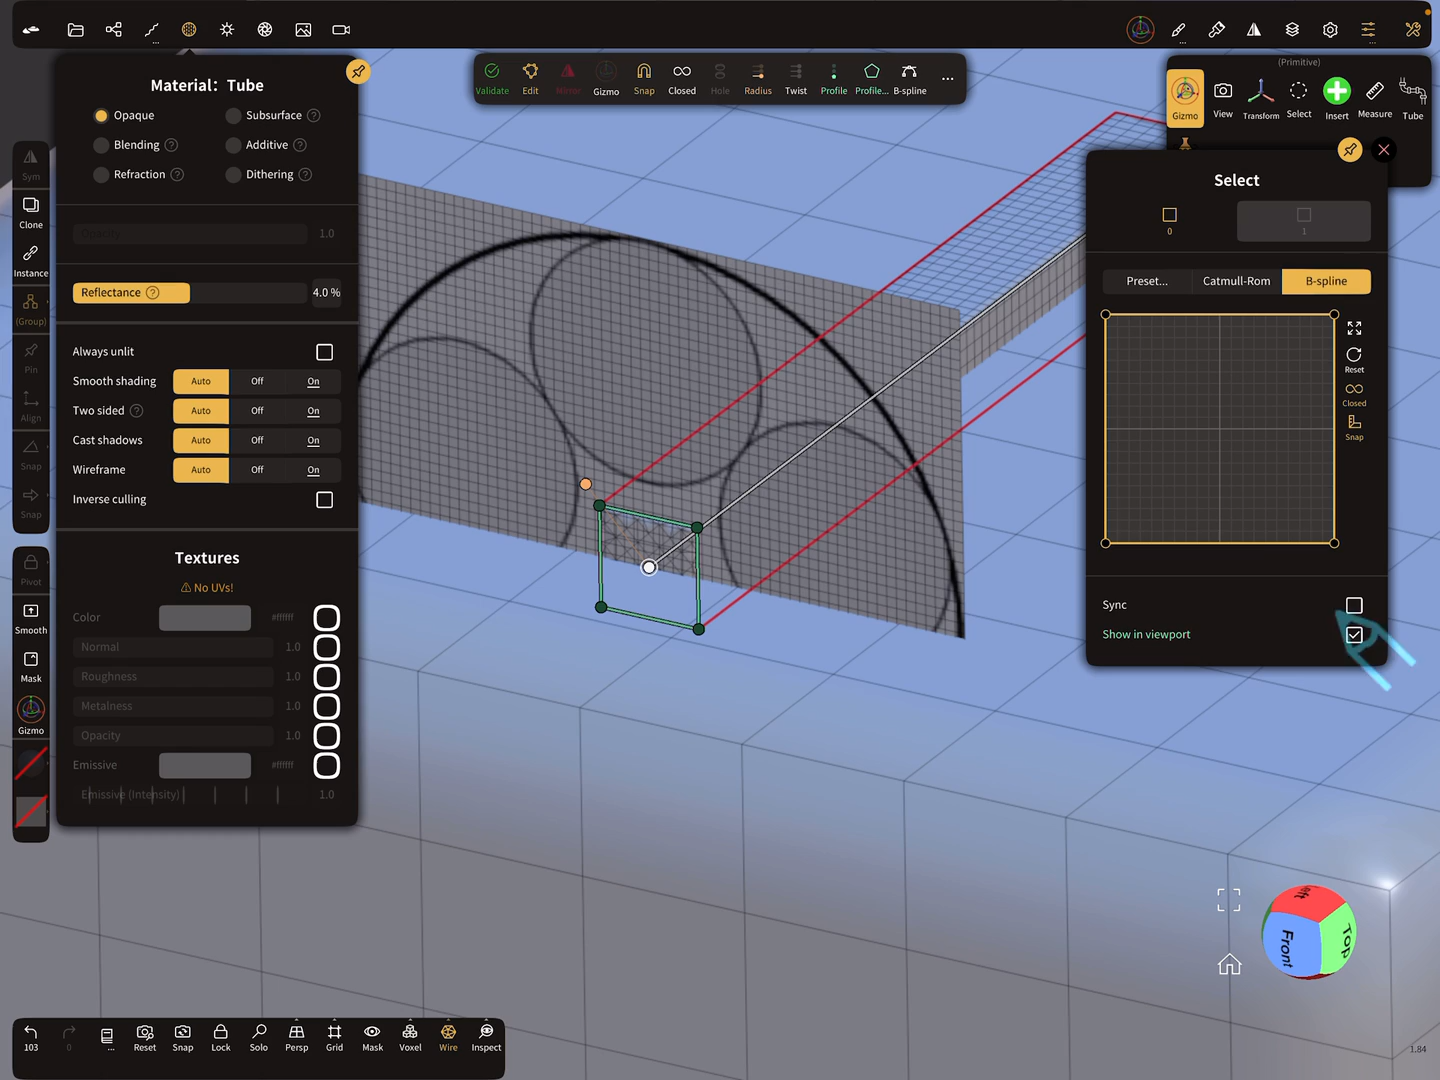 (Primitive)
Validate
Edit
Mirror
Gizmo
Snap
Closed
Hole
Radius
Twist
Profile
Profile...
B-spline
...
Gizmo
View
Transform
Select
Insert
Measure
Tube
Material: Tube
Opaque
Subsurface ?
Blending ?
Additive ?
Refraction ?
Dithering ?
Opacity 1.0
Reflectance ? 4.0 %
Always unlit
Smooth shading Auto Off On
Two sided ? Auto Off On
Cast shadows Auto Off On
Wireframe Auto Off On
Inverse culling
Textures
No UVs!
Color #ffffff
Normal 1.0
Roughness 1.0
Metalness 1.0
Opacity 1.0
Emissive #ffffff
Emissive (Intensity) 1.0
Sym
Clone
Instance
(Group)
Pin
Align
Snap
Snap
Pivot
Smooth
Mask
Gizmo
Select
0
1
Preset...
Catmull-Rom
B-spline
Reset
Closed
Snap
Sync
Show in viewport
Front
Top
103
0
...
Reset
Snap
Lock
Solo
Persp
Grid
Mask
Voxel
Wire
Inspect
1.84